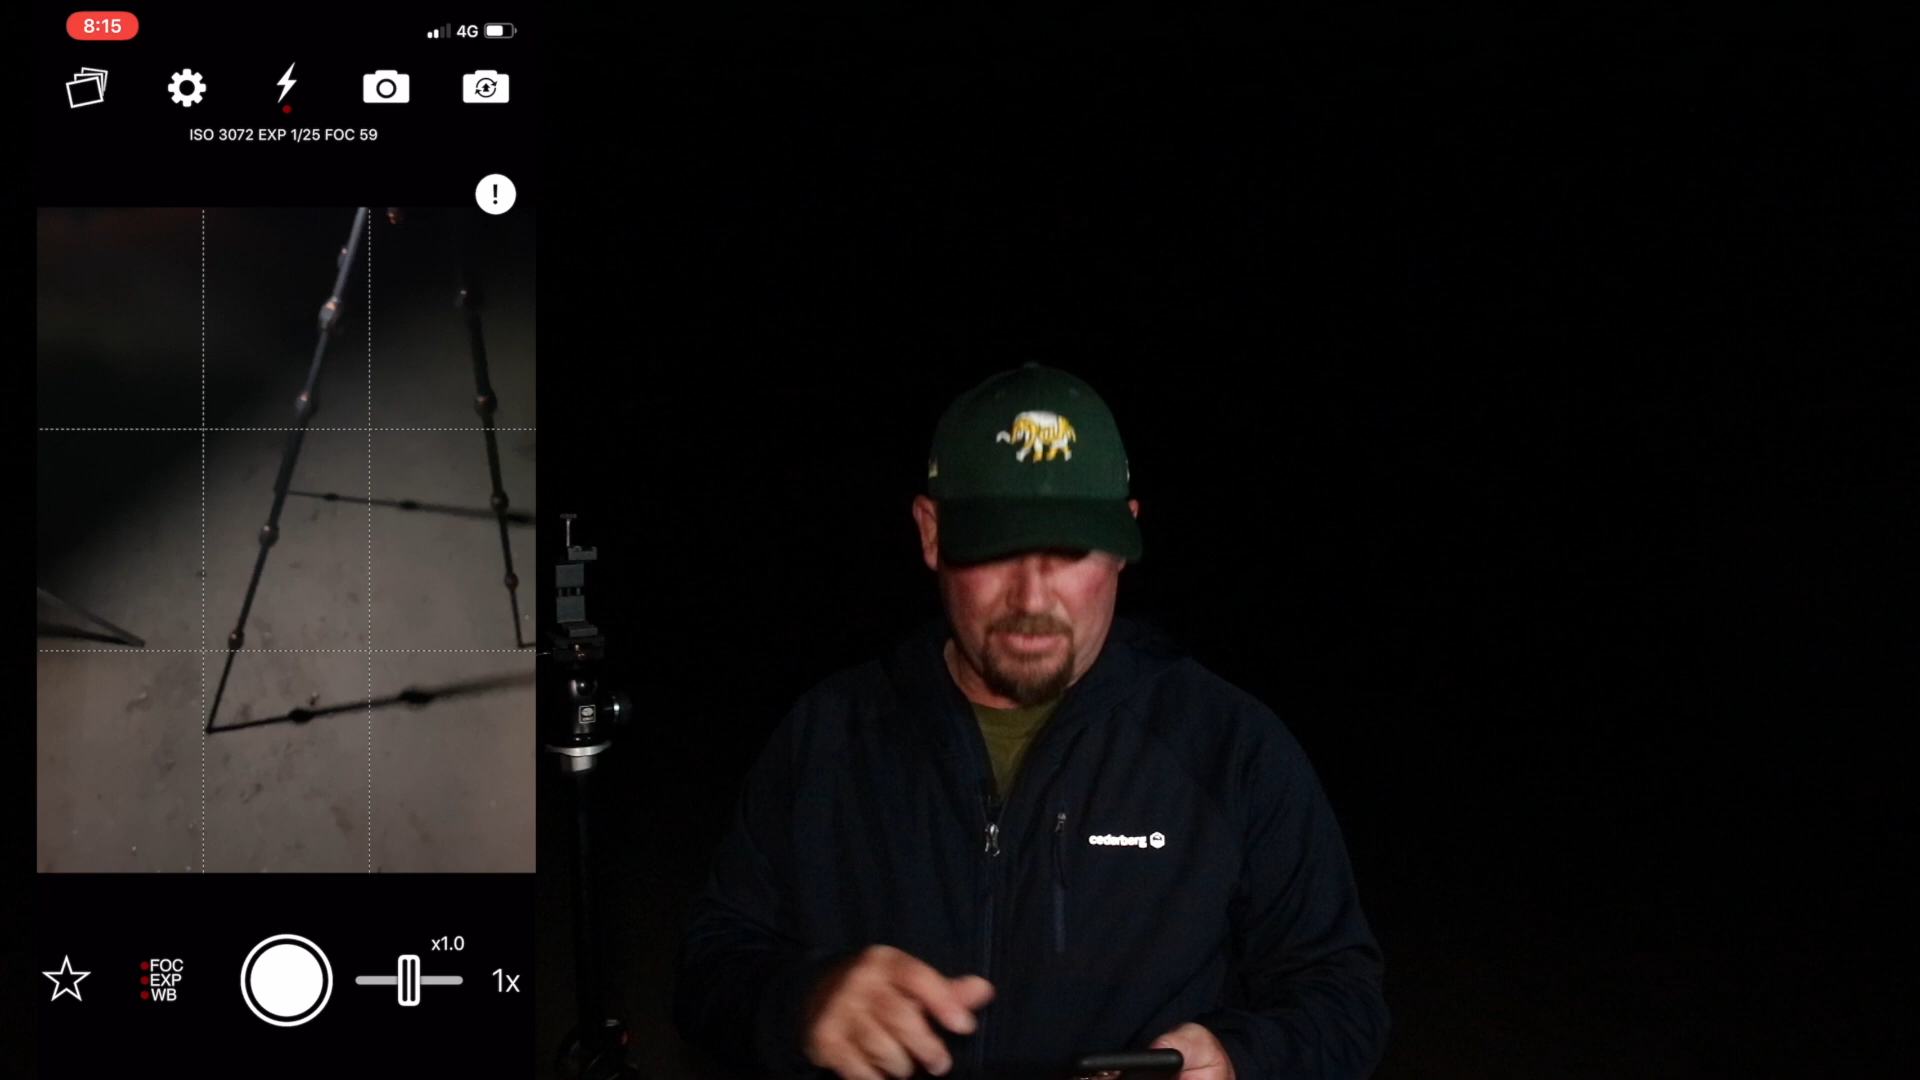 8:15
4G
ISO 3072 EXP 1/25 FOC 59
!
x1.0
FOC
EXP
WB
1x
cederberg